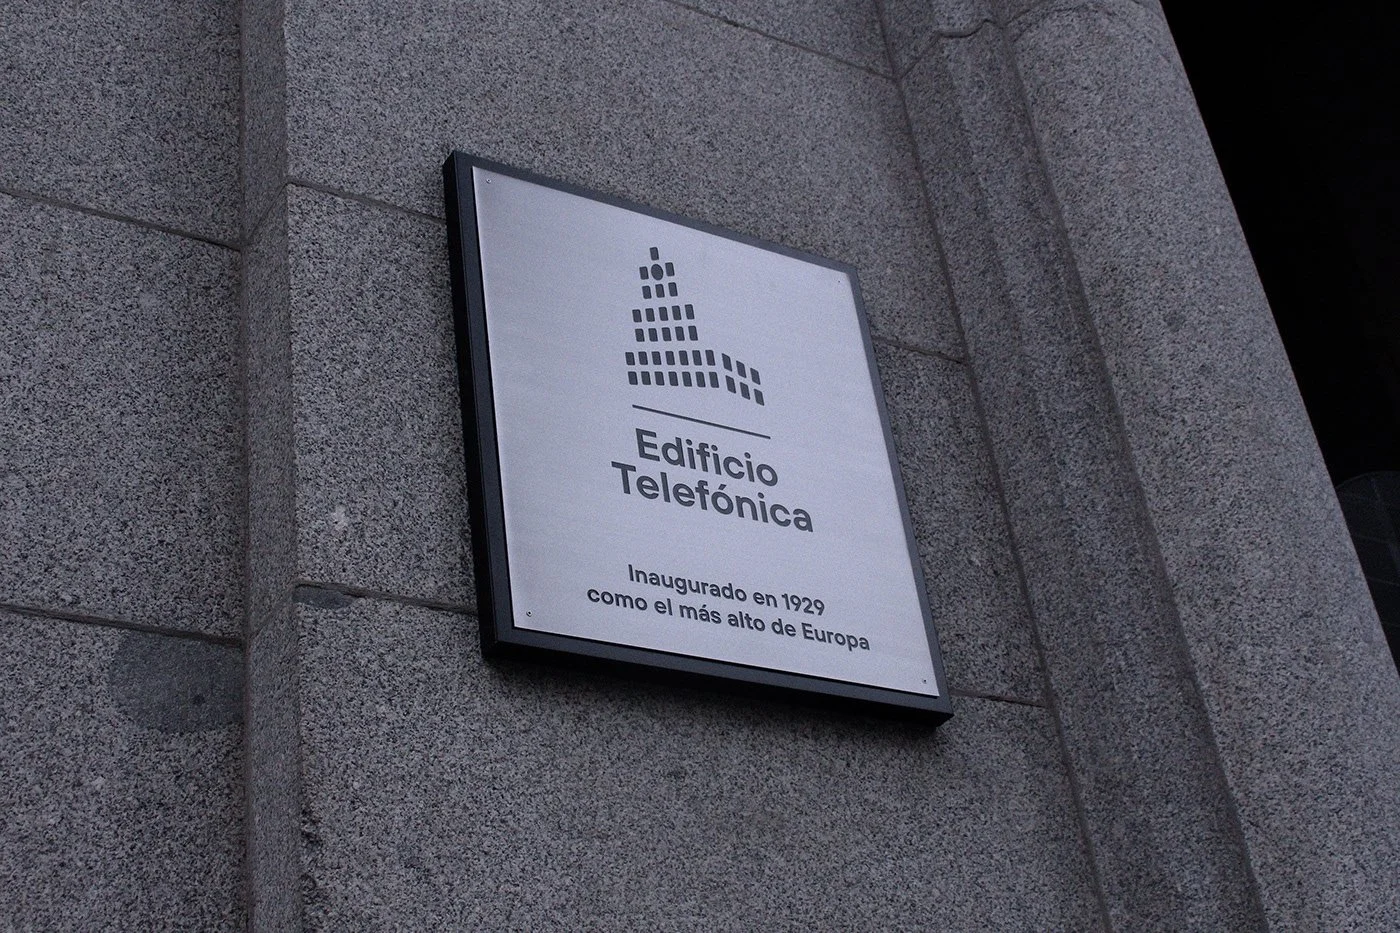 Edificio
Telefónica
Inaugurado en 1929
como el más alto de Europa